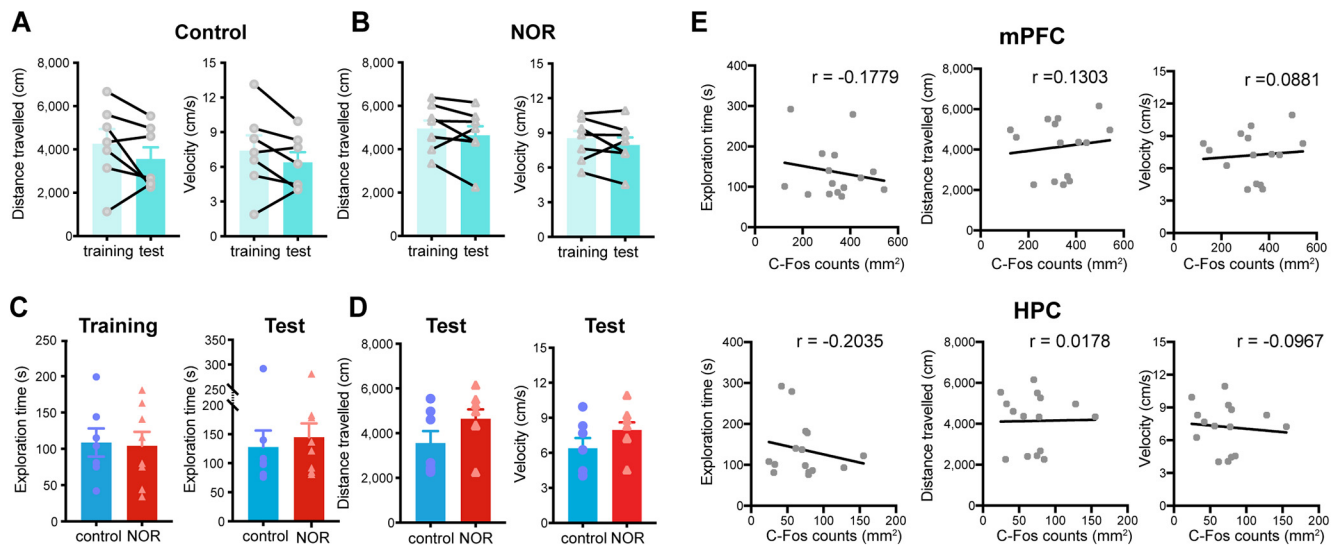 A
Control
Distance travelled (cm)
8,000
6,000
4,000
2,000
0
training test
Velocity (cm/s)
15
12
9
6
3
0
training test
B
NOR
Distance travelled (cm)
8,000
6,000
4,000
2,000
0
training test
Velocity (cm/s)
15
12
9
6
3
0
training test
C
Training
Exploration time (s)
250
200
150
100
50
0
control NOR
Test
Exploration time (s)
350
300
250
200
150
100
50
0
control NOR
D
Test
Distance travelled (cm)
8,000
6,000
4,000
2,000
0
control NOR
Test
Velocity (cm/s)
15
12
9
6
3
0
control NOR
E
mPFC
r = -0.1779
Exploration time (s)
400
300
200
100
0
0 200 400 600
C-Fos counts (mm²)
r =0.1303
Distance travelled (cm)
8,000
6,000
4,000
2,000
0
0 200 400 600
C-Fos counts (mm²)
r =0.0881
Velocity (cm/s)
15
12
9
6
3
0
0 200 400 600
C-Fos counts (mm²)
HPC
r = -0.2035
Exploration time (s)
400
300
200
100
0
0 50 100 150 200
C-Fos counts (mm²)
r = 0.0178
Distance travelled (cm)
8,000
6,000
4,000
2,000
0
0 50 100 150 200
C-Fos counts (mm²)
r = -0.0967
Velocity (cm/s)
15
12
9
6
3
0
0 50 100 150 200
C-Fos counts (mm²)